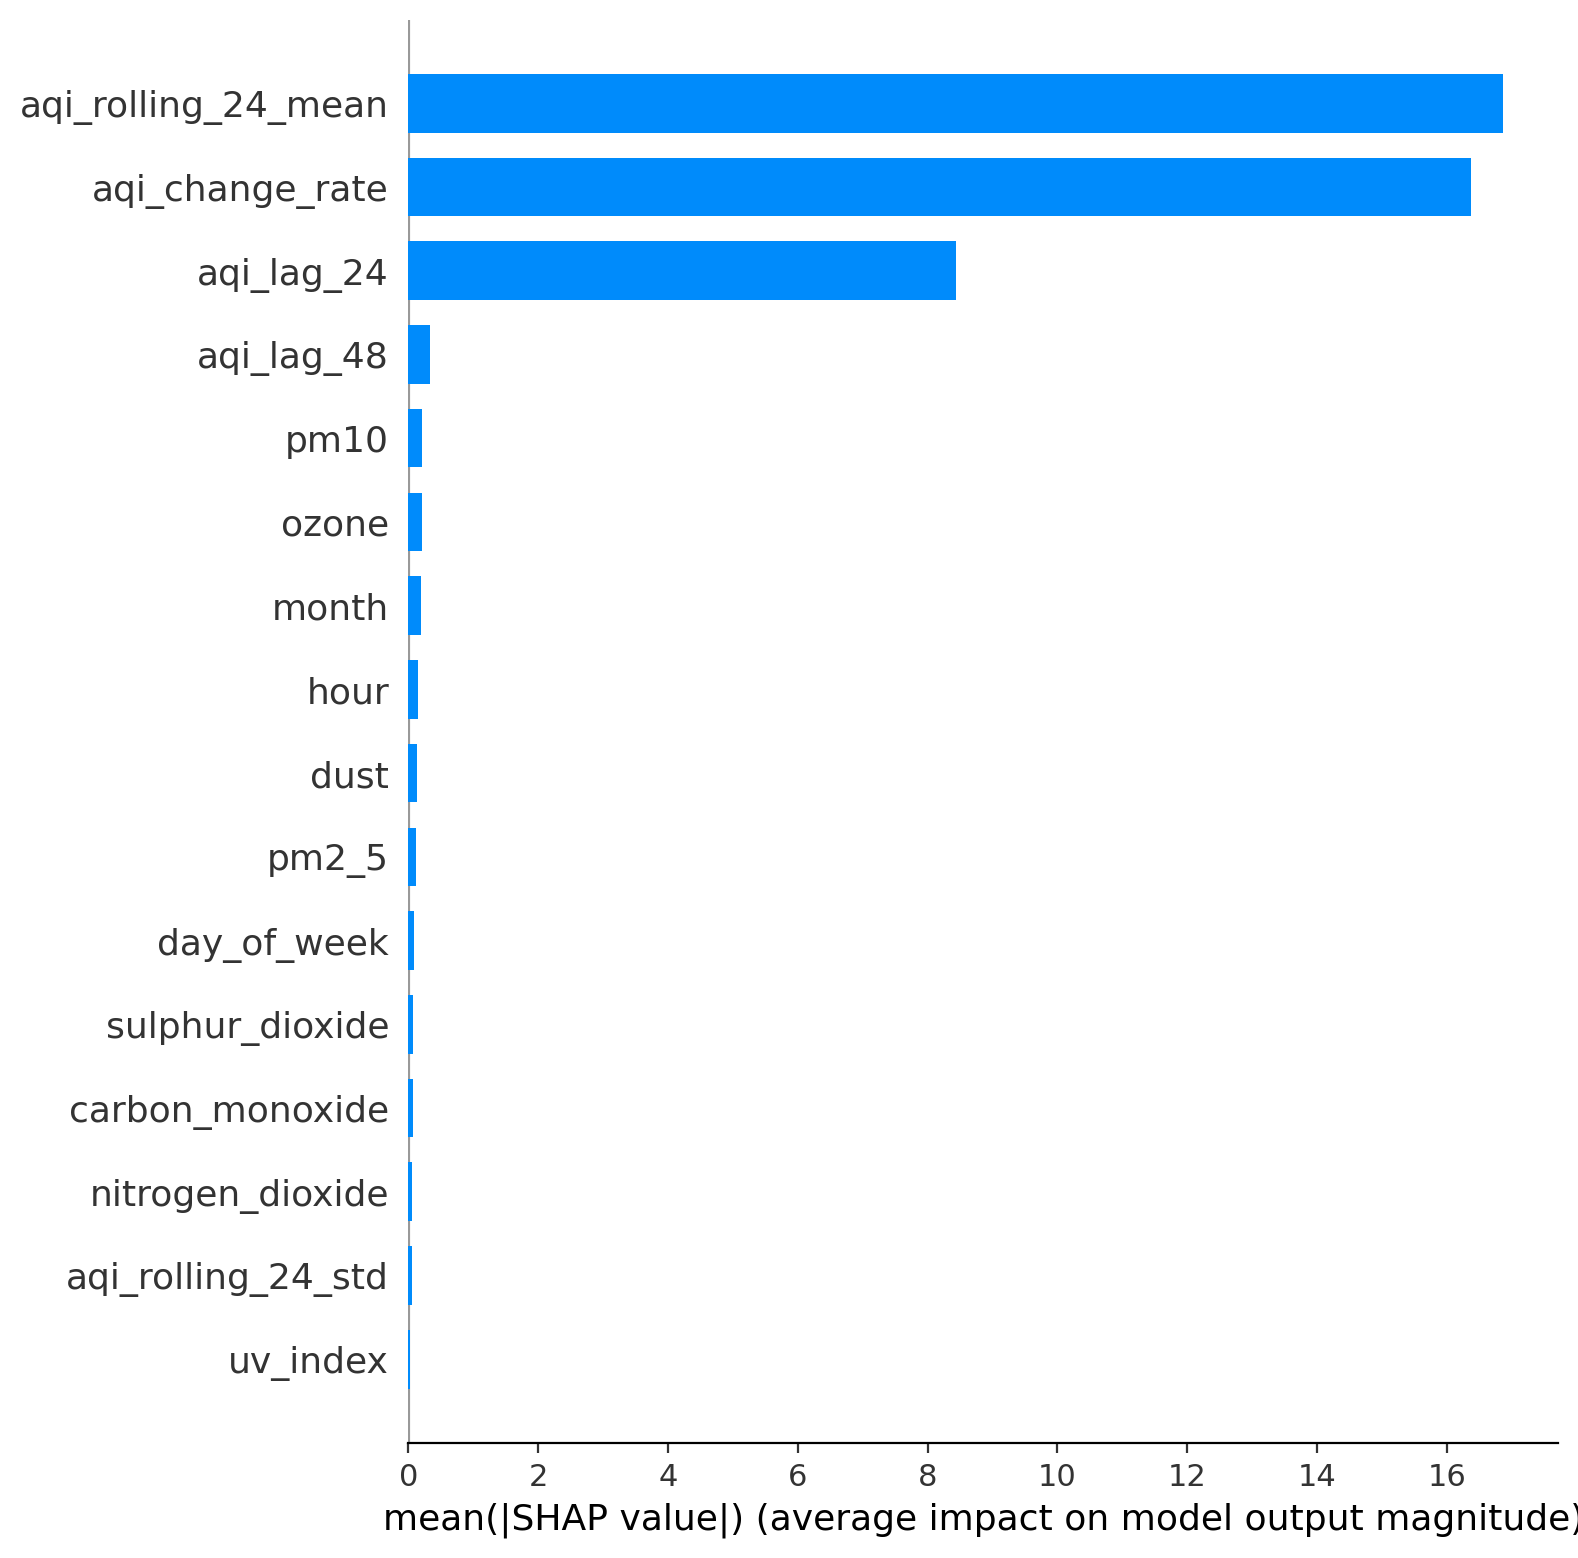 aqi_rolling_24_mean
aqi_change_rate
aqi_lag_24
aqi_lag_48
pm10
ozone
month
hour
dust
pm2_5
day_of_week
sulphur_dioxide
carbon_monoxide
nitrogen_dioxide
aqi_rolling_24_std
uv_index
0 2 4 6 8 10 12 14 16
mean(|SHAP value|) (average impact on model output magnitude)